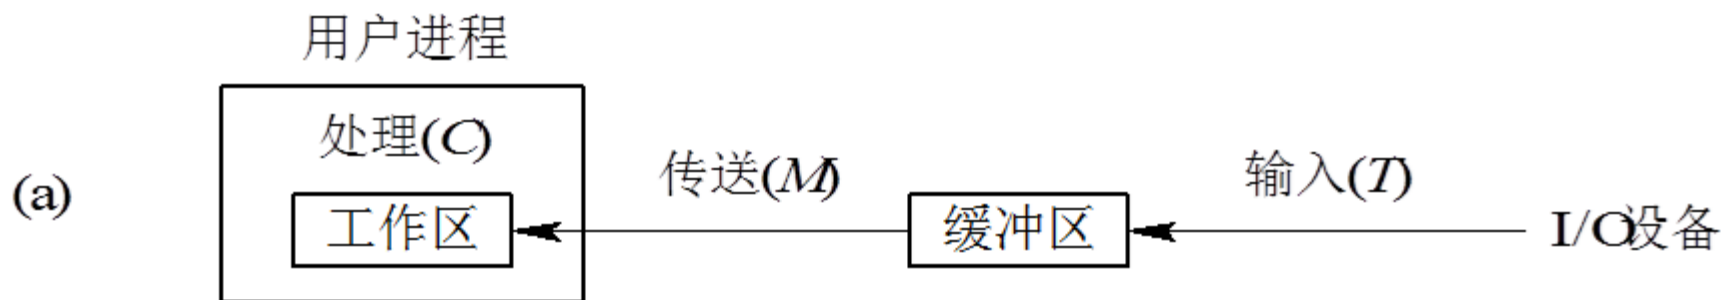 用户进程
处理(C)
(a)
工作区
传送(M)
缓冲区
输入(T)
I/O设备